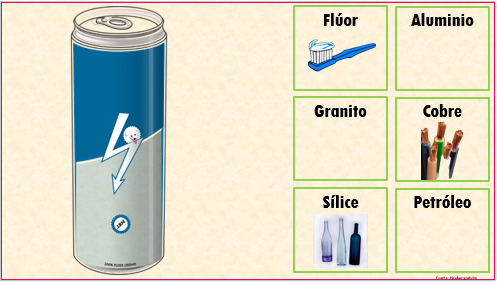 Flúor
Aluminio
Granito
Cobre
Sílice
Petróleo